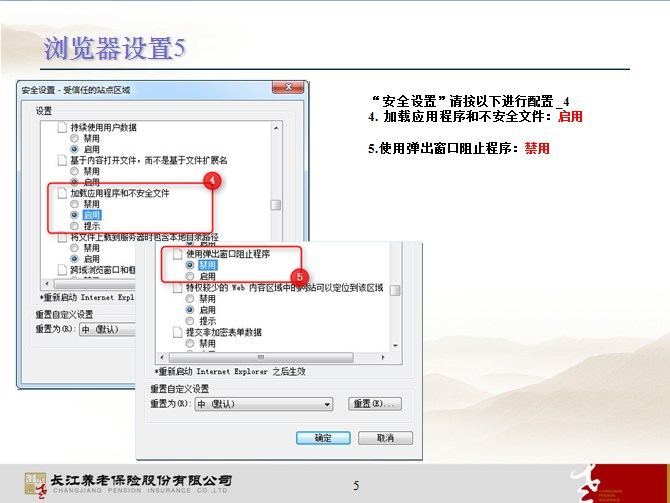 浏览器设置5
安全设置 - 受信任的站点区域
设置
持续使用用户数据
禁用
启用
基于内容打开文件，而不是基于文件扩展名
禁用
启用
4
加载应用程序和不安全文件
禁用
启用
提示
将文件上载到服务器时包含本地目录路径
禁用
启用
跨域浏览窗口和框
*重新启动 Internet Expl
重置自定义设置
重置为(R): 中 (默认)
使用弹出窗口阻止程序
禁用
5
启用
特权较少的 Web 内容区域中的网站可以定位到该区域
禁用
启用
提示
提交非加密表单数据
禁用
*重新启动 Internet Explorer 之后生效
重置自定义设置
重置为(R): 中 (默认) 重置(E)...
确定 取消
“安全设置”请按以下进行配置_4
4. 加载应用程序和不安全文件：启用
5.使用弹出窗口阻止程序：禁用
长江养老保险股份有限公司
CHANGJIANG PENSION INSURANCE CO.,LTD.
5